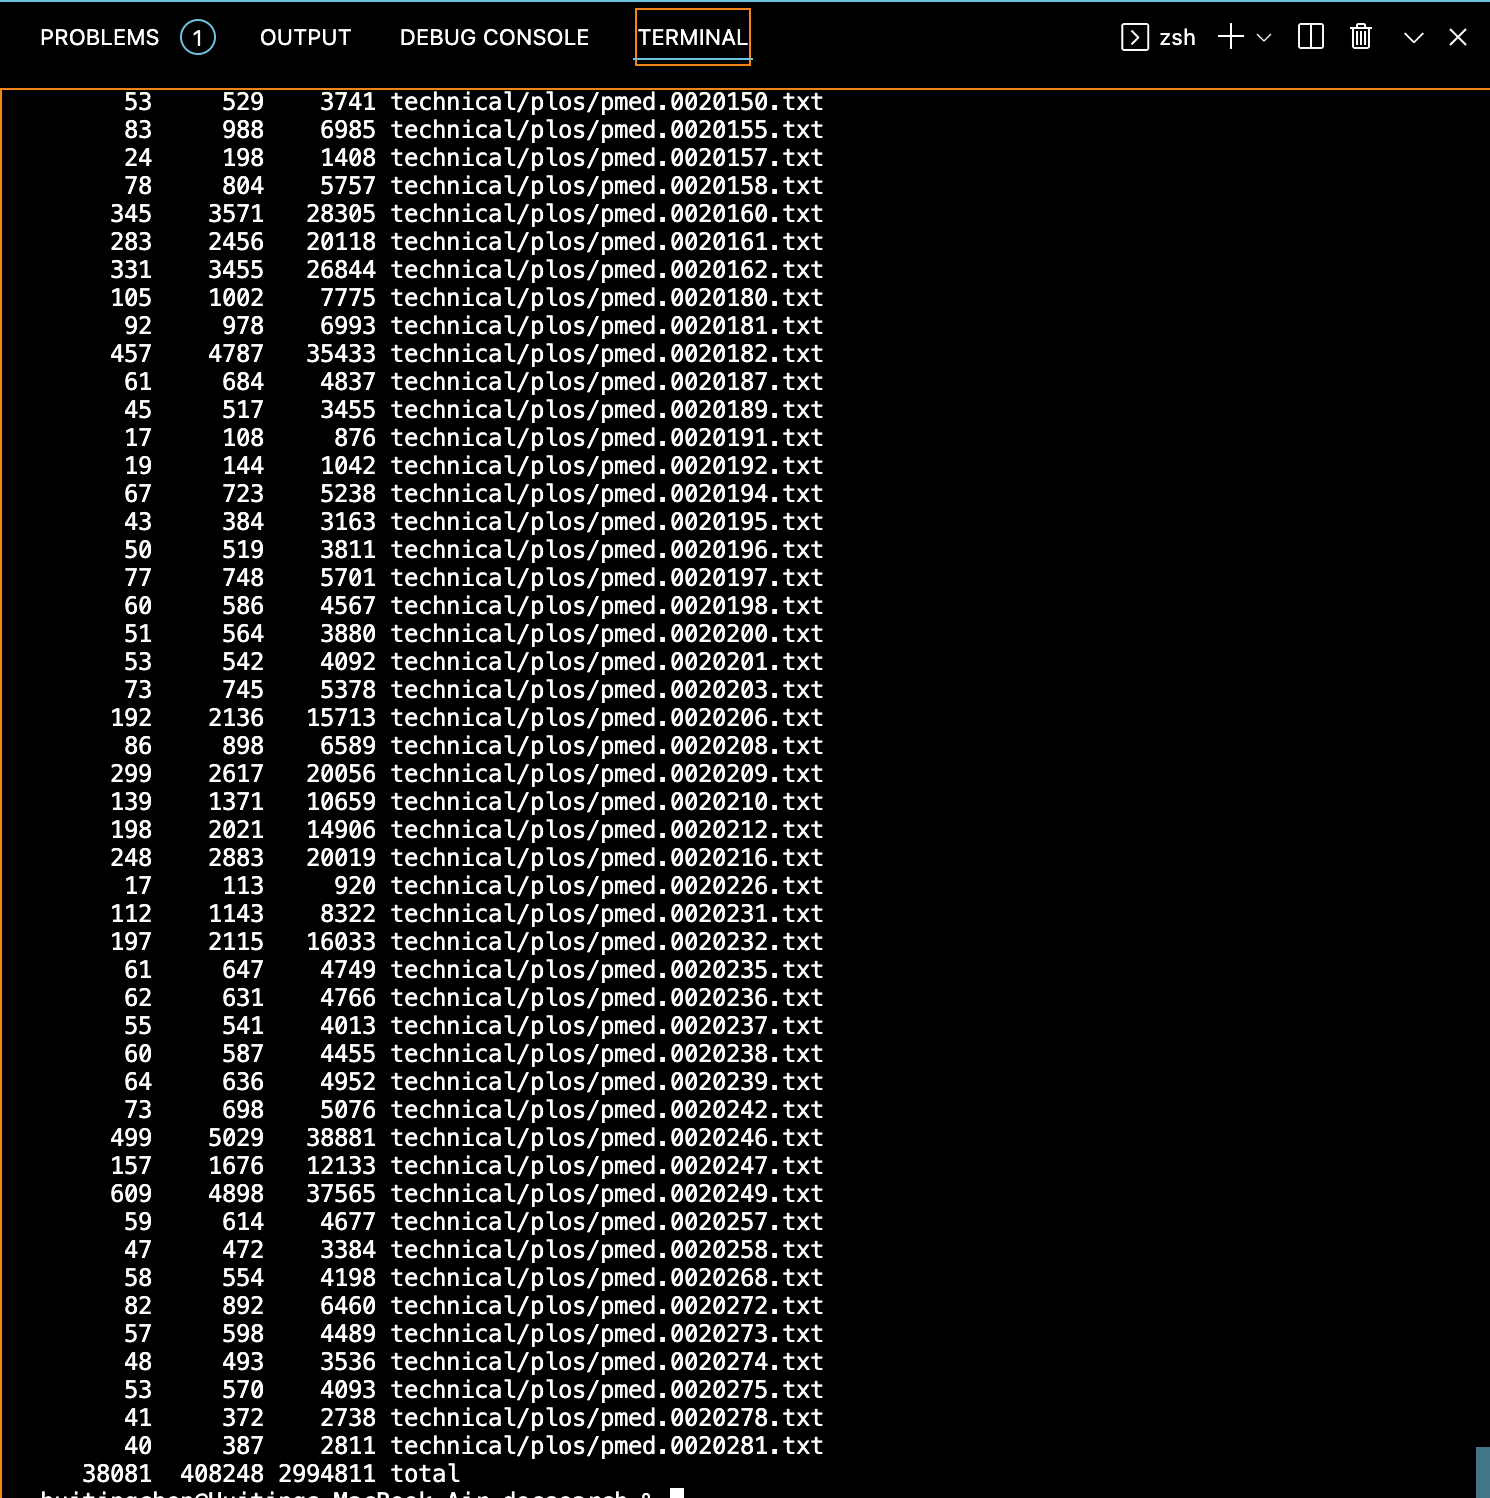 PROBLEMS 1 OUTPUT DEBUG CONSOLE TERMINAL zsh
53 529 3741 technical/plos/pmed.0020150.txt
83 988 6985 technical/plos/pmed.0020155.txt
24 198 1408 technical/plos/pmed.0020157.txt
78 804 5757 technical/plos/pmed.0020158.txt
345 3571 28305 technical/plos/pmed.0020160.txt
283 2456 20118 technical/plos/pmed.0020161.txt
331 3455 26844 technical/plos/pmed.0020162.txt
105 1002 7775 technical/plos/pmed.0020180.txt
92 978 6993 technical/plos/pmed.0020181.txt
457 4787 35433 technical/plos/pmed.0020182.txt
61 684 4837 technical/plos/pmed.0020187.txt
45 517 3455 technical/plos/pmed.0020189.txt
17 108 876 technical/plos/pmed.0020191.txt
19 144 1042 technical/plos/pmed.0020192.txt
67 723 5238 technical/plos/pmed.0020194.txt
43 384 3163 technical/plos/pmed.0020195.txt
50 519 3811 technical/plos/pmed.0020196.txt
77 748 5701 technical/plos/pmed.0020197.txt
60 586 4567 technical/plos/pmed.0020198.txt
51 564 3880 technical/plos/pmed.0020200.txt
53 542 4092 technical/plos/pmed.0020201.txt
73 745 5378 technical/plos/pmed.0020203.txt
192 2136 15713 technical/plos/pmed.0020206.txt
86 898 6589 technical/plos/pmed.0020208.txt
299 2617 20056 technical/plos/pmed.0020209.txt
139 1371 10659 technical/plos/pmed.0020210.txt
198 2021 14906 technical/plos/pmed.0020212.txt
248 2883 20019 technical/plos/pmed.0020216.txt
17 113 920 technical/plos/pmed.0020226.txt
112 1143 8322 technical/plos/pmed.0020231.txt
197 2115 16033 technical/plos/pmed.0020232.txt
61 647 4749 technical/plos/pmed.0020235.txt
62 631 4766 technical/plos/pmed.0020236.txt
55 541 4013 technical/plos/pmed.0020237.txt
60 587 4455 technical/plos/pmed.0020238.txt
64 636 4952 technical/plos/pmed.0020239.txt
73 698 5076 technical/plos/pmed.0020242.txt
499 5029 38881 technical/plos/pmed.0020246.txt
157 1676 12133 technical/plos/pmed.0020247.txt
609 4898 37565 technical/plos/pmed.0020249.txt
59 614 4677 technical/plos/pmed.0020257.txt
47 472 3384 technical/plos/pmed.0020258.txt
58 554 4198 technical/plos/pmed.0020268.txt
82 892 6460 technical/plos/pmed.0020272.txt
57 598 4489 technical/plos/pmed.0020273.txt
48 493 3536 technical/plos/pmed.0020274.txt
53 570 4093 technical/plos/pmed.0020275.txt
41 372 2738 technical/plos/pmed.0020278.txt
40 387 2811 technical/plos/pmed.0020281.txt
38081 408248 2994811 total